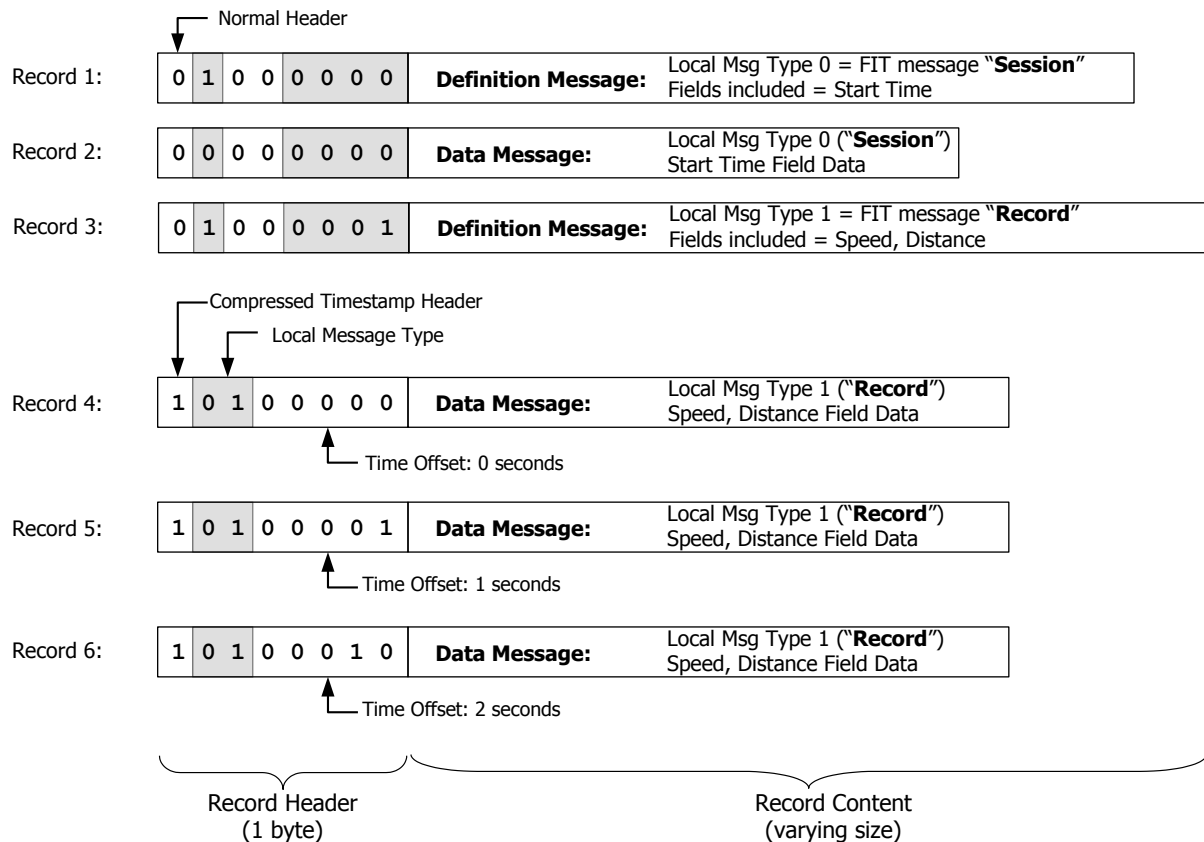 Normal Header
Record 1:
0 1 0 0 0 0 0 0
Definition Message:
Local Msg Type 0 = FIT message “Session”
Fields included = Start Time
Record 2:
0 0 0 0 0 0 0 0
Data Message:
Local Msg Type 0 (“Session”)
Start Time Field Data
Record 3:
0 1 0 0 0 0 0 1
Definition Message:
Local Msg Type 1 = FIT message “Record”
Fields included = Speed, Distance
Compressed Timestamp Header
Local Message Type
Record 4:
1 0 1 0 0 0 0 0
Data Message:
Local Msg Type 1 (“Record”)
Speed, Distance Field Data
Time Offset: 0 seconds
Record 5:
1 0 1 0 0 0 0 1
Data Message:
Local Msg Type 1 (“Record”)
Speed, Distance Field Data
Time Offset: 1 seconds
Record 6:
1 0 1 0 0 0 1 0
Data Message:
Local Msg Type 1 (“Record”)
Speed, Distance Field Data
Time Offset: 2 seconds
Record Header
(1 byte)
Record Content
(varying size)